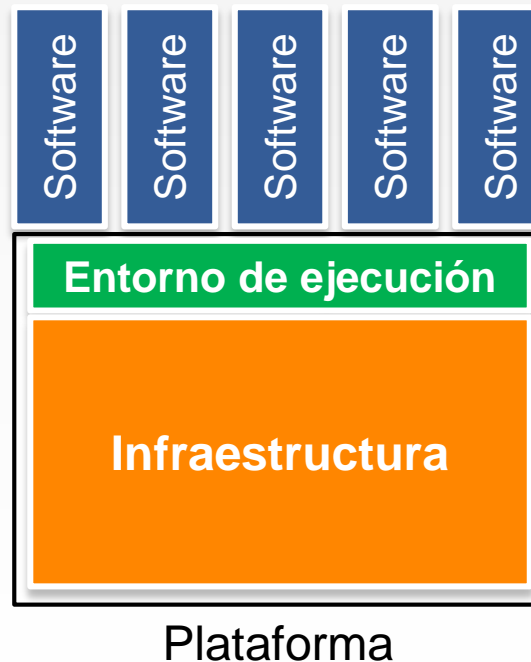 Software
Software
Software
Software
Software
Entorno de ejecución
Infraestructura
Plataforma